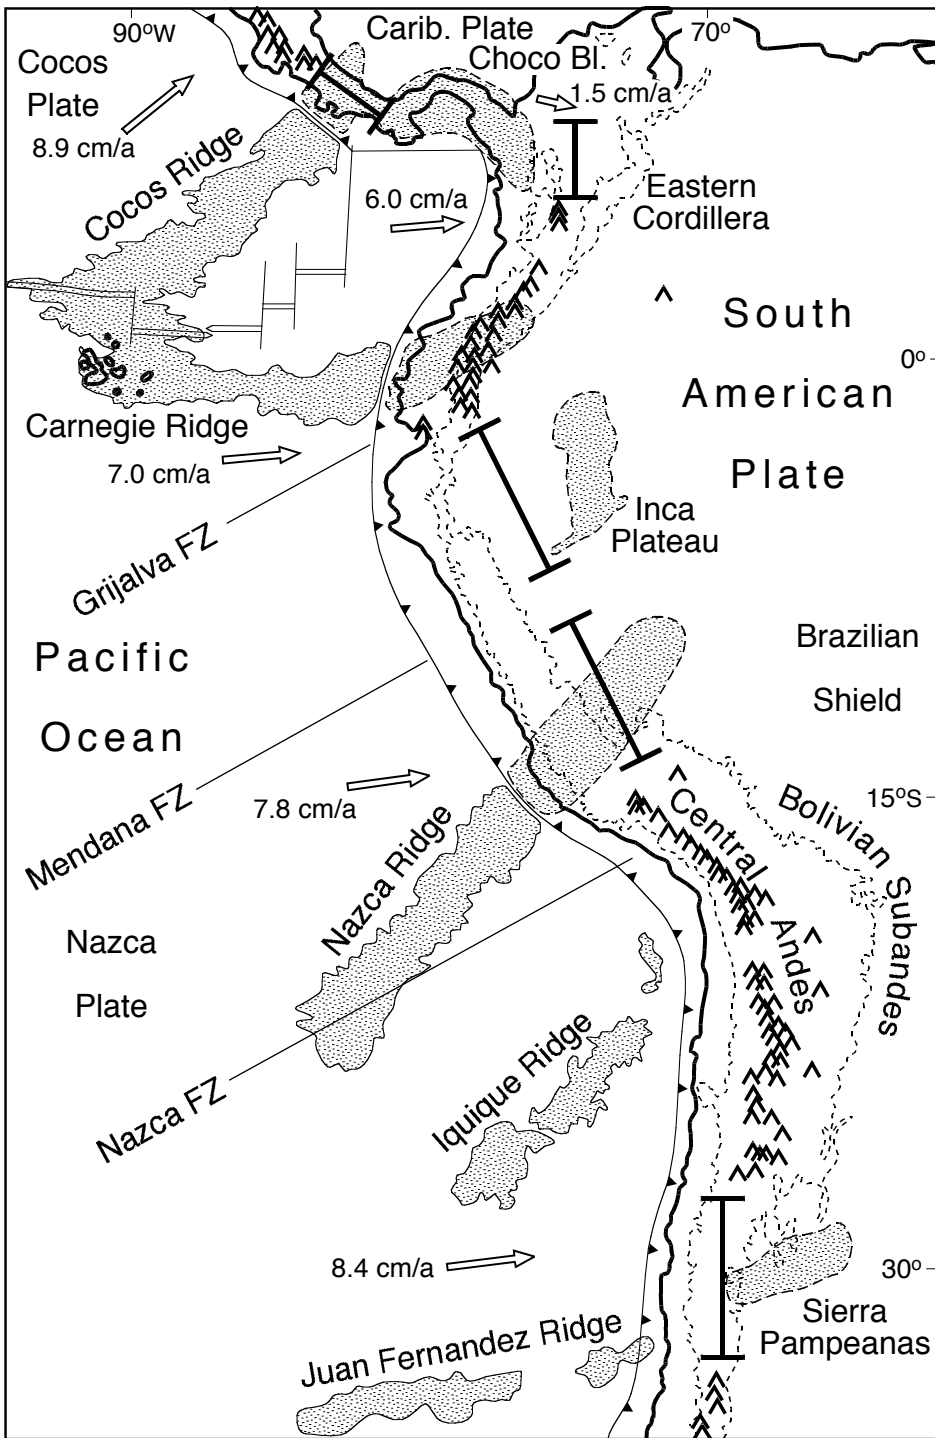 90ºW
Carib. Plate
70º
Cocos
Plate
8.9 cm/a
Choco Bl.
1.5 cm/a
Cocos Ridge
6.0 cm/a
Eastern
Cordillera
South
American
Plate
0º
Carnegie Ridge
7.0 cm/a
Grijalva FZ
Inca
Plateau
Pacific
Ocean
Brazilian
Shield
Mendana FZ
7.8 cm/a
15ºS
Nazca Ridge
Central
Andes
Bolivian
Subandes
Nazca
Plate
Nazca FZ
Iquique Ridge
8.4 cm/a
30º
Sierra
Pampeanas
Juan Fernandez Ridge